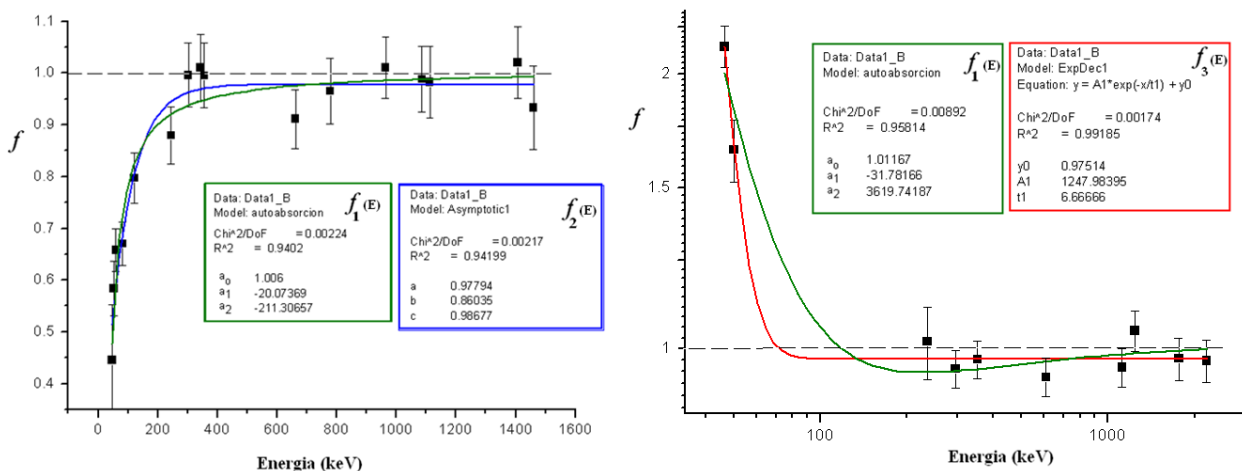 1.1
1.0
0.9
0.8
0.7
0.6
0.5
0.4
f
0 200 400 600 800 1000 1200 1400 1600
Energia (keV)
Data: Data1_B
Model: autoabsorcion
f1(E)
Chi^2/DoF = 0.00224
R^2 = 0.9402
a0 1.006
a1 -20.07369
a2 -211.30657
Data: Data1_B
Model: Asymptotic1
f2(E)
Chi^2/DoF = 0.00217
R^2 = 0.94199
a 0.97794
b 0.86035
c 0.98677
2
1.5
1
f
100 1000
Energia (keV)
Data: Data1_B
Model: autoabsorcion
f1(E)
Chi^2/DoF = 0.00892
R^2 = 0.95814
a0 1.01167
a1 -31.78166
a2 3619.74187
Data: Data1_B
Model: ExpDec1
f3(E)
Equation: y = A1*exp(-x/t1) + y0
Chi^2/DoF = 0.00174
R^2 = 0.99185
y0 0.97514
A1 1247.98395
t1 6.66666